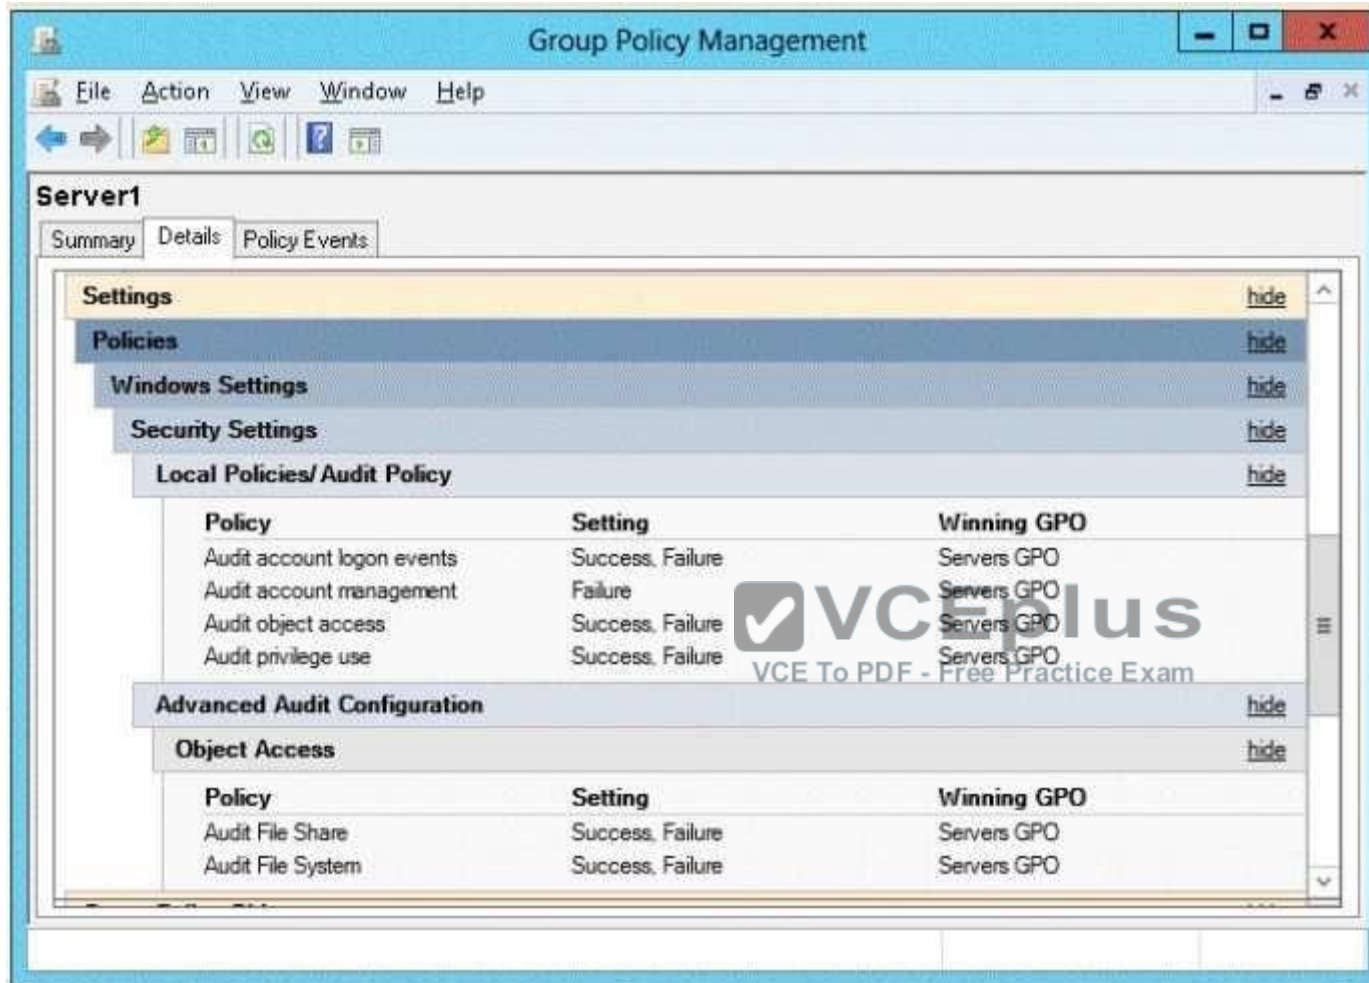 Group Policy Management
File Action View Window Help
Server1
Summary Details Policy Events
Settings hide
Policies hide
Windows Settings hide
Security Settings hide
Local Policies/Audit Policy hide
Policy Setting Winning GPO
Audit account logon events Success, Failure Servers GPO
Audit account management Failure Servers GPO
Audit object access Success, Failure Servers GPO
Audit privilege use Success, Failure Servers GPO
VCEplus
VCE To PDF - Free Practice Exam
Advanced Audit Configuration hide
Object Access hide
Policy Setting Winning GPO
Audit File Share Success, Failure Servers GPO
Audit File System Success, Failure Servers GPO